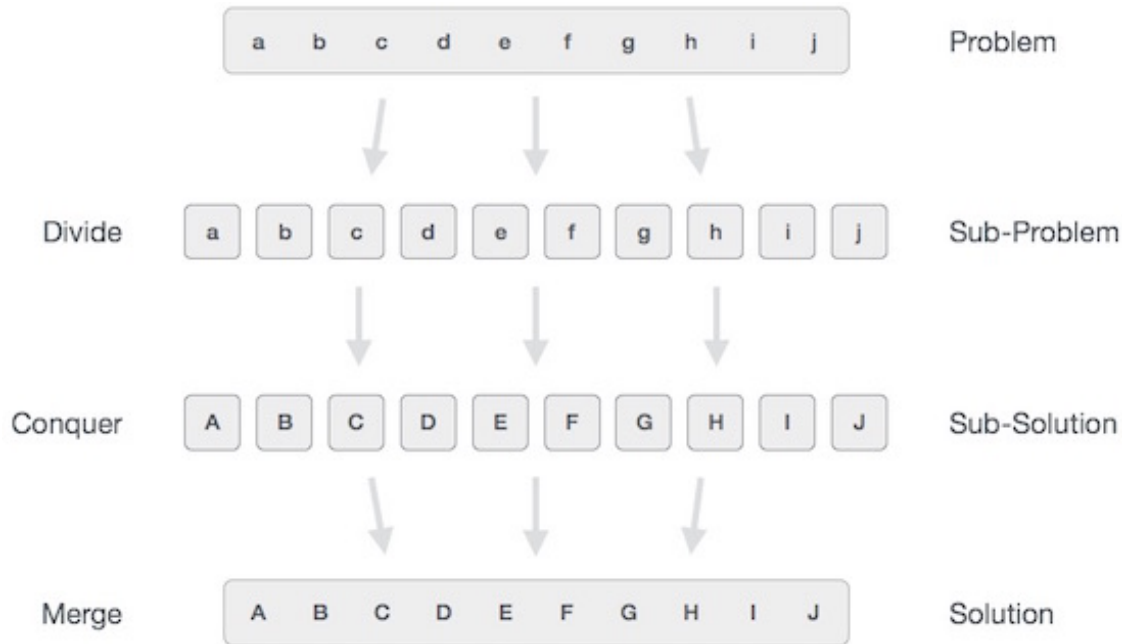 a b c d e f g h i j Problem
Divide a b c d e f g h i j Sub-Problem
Conquer A B C D E F G H I J Sub-Solution
Merge A B C D E F G H I J Solution